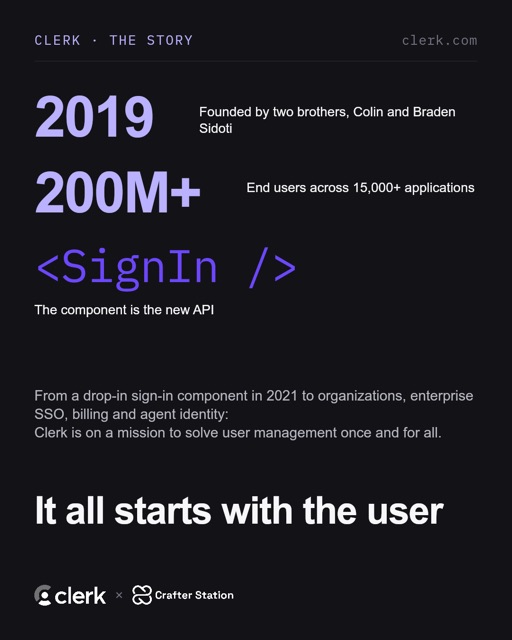 CLERK · THE STORY
clerk.com
2019
Founded by two brothers, Colin and Braden
Sidoti
200M+
End users across 15,000+ applications
<SignIn />
The component is the new API
From a drop-in sign-in component in 2021 to organizations, enterprise
SSO, billing and agent identity:
Clerk is on a mission to solve user management once and for all.
It all starts with the user
clerk × Crafter Station